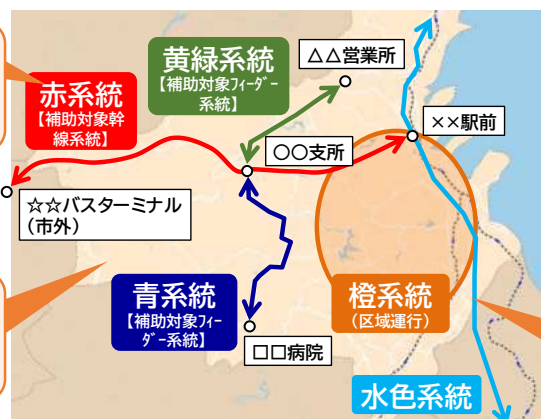 黄緑系統
【補助対象フィーダー
系統】
△△営業所
赤系統
【補助対象幹
線系統】
××駅前
〇〇支所
☆☆バスターミナル
(市外)
青系統
【補助対象フィー
ダー系統】
橙系統
(区域運行)
□□病院
水色系統